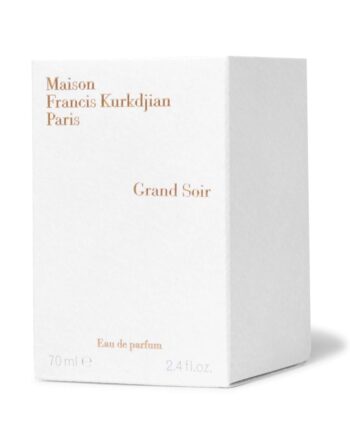 Maison
Francis Kurkdjian
Paris
Grand Soir
Eau de parfum
70 ml ℮ 2.4 fl.oz.